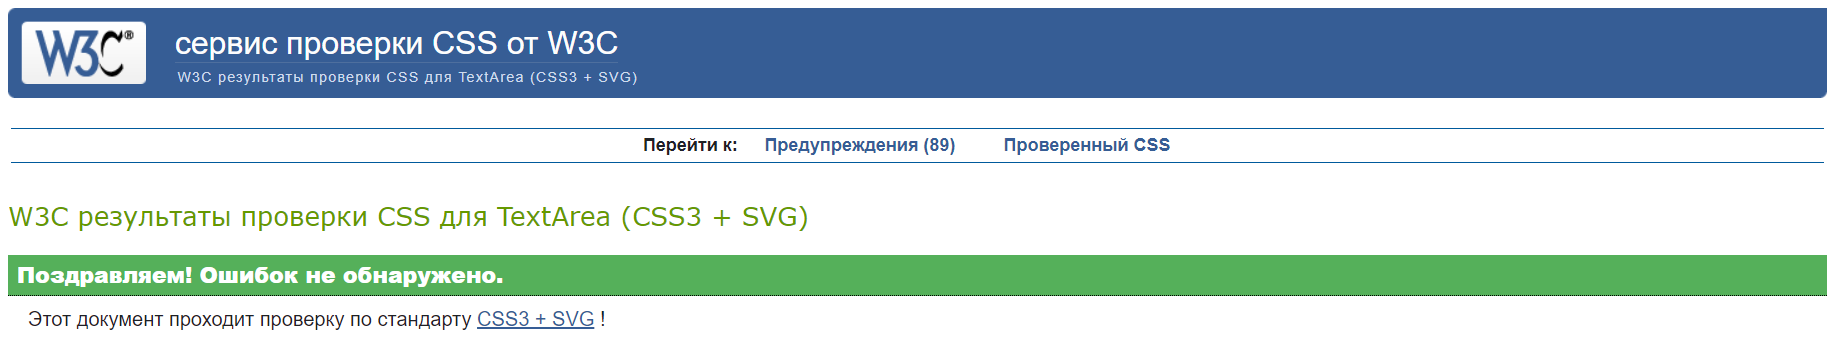 W3C®
сервис проверки CSS от W3C
W3C результаты проверки CSS для TextArea (CSS3 + SVG)
Перейти к: Предупреждения (89) Проверенный CSS
W3C результаты проверки CSS для TextArea (CSS3 + SVG)
Поздравляем! Ошибок не обнаружено.
Этот документ проходит проверку по стандарту CSS3 + SVG !